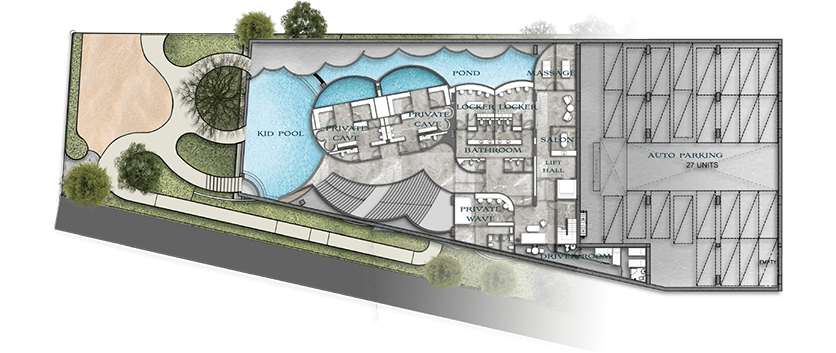 POND
MASSAGE
KID POOL
PRIVATE
CAVE
PRIVATE
CAVE
LOCKER LOCKER
BATHROOM
SALON
LIFT
HALL
AUTO PARKING
27 UNITS
PRIVATE
WAVE
DRIVER ROOM
EMPTY